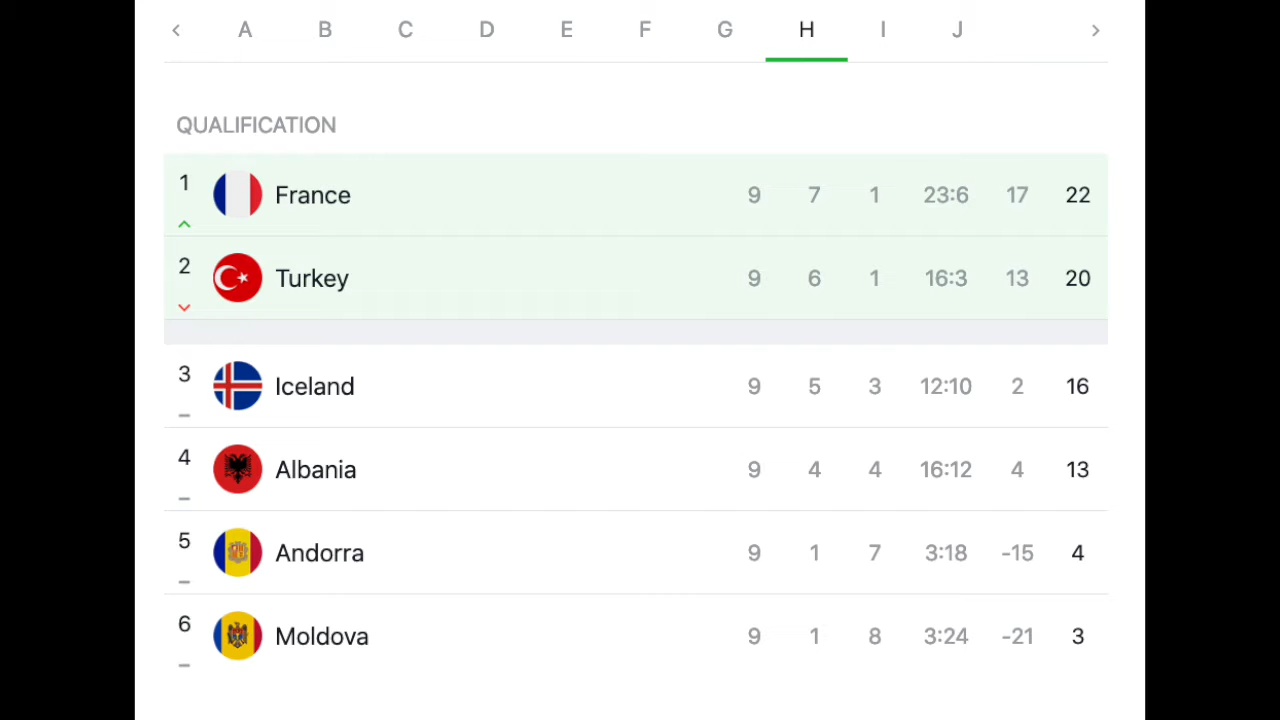 A B C D E F G H I J
QUALIFICATION
1 France 9 7 1 23:6 17 22
2 Turkey 9 6 1 16:3 13 20
3 Iceland 9 5 3 12:10 2 16
4 Albania 9 4 4 16:12 4 13
5 Andorra 9 1 7 3:18 -15 4
6 Moldova 9 1 8 3:24 -21 3